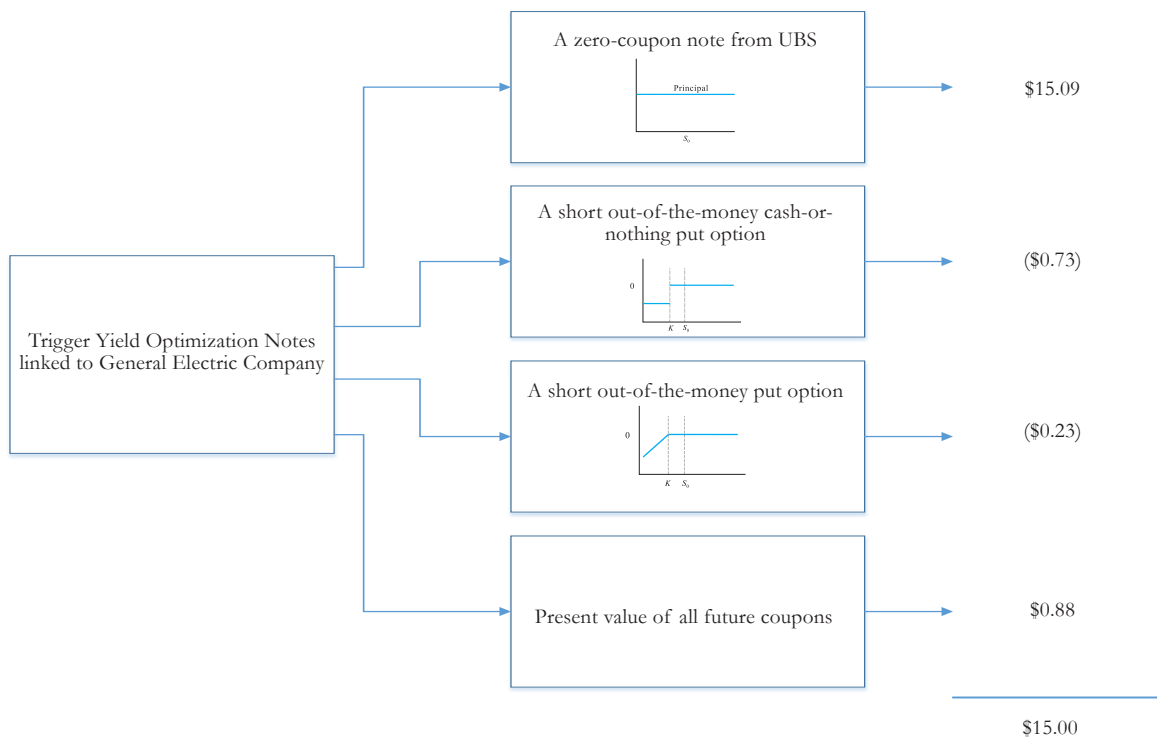 A zero-coupon note from UBS
Principal
S0
$15.09
A short out-of-the-money cash-or-
nothing put option
0
K S0
($0.73)
Trigger Yield Optimization Notes
linked to General Electric Company
A short out-of-the-money put option
0
K S0
($0.23)
Present value of all future coupons
$0.88
$15.00